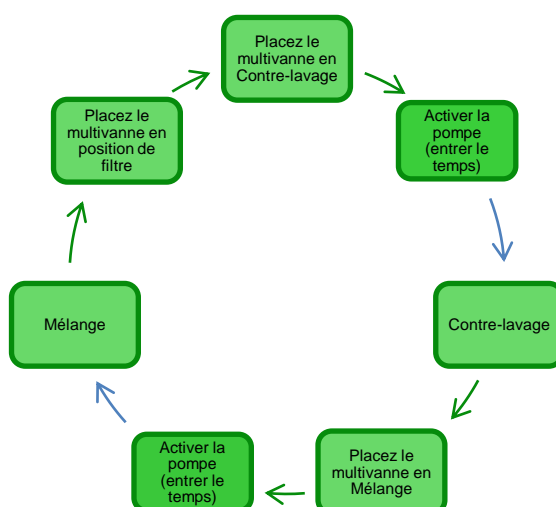 Placez le
multivanne en
Contre-lavage
Activer la
pompe
(entrer le
temps)
Contre-lavage
Placez le
multivanne en
Mélange
Activer la
pompe
(entrer le
temps)
Mélange
Placez le
multivanne en
position de
filtre